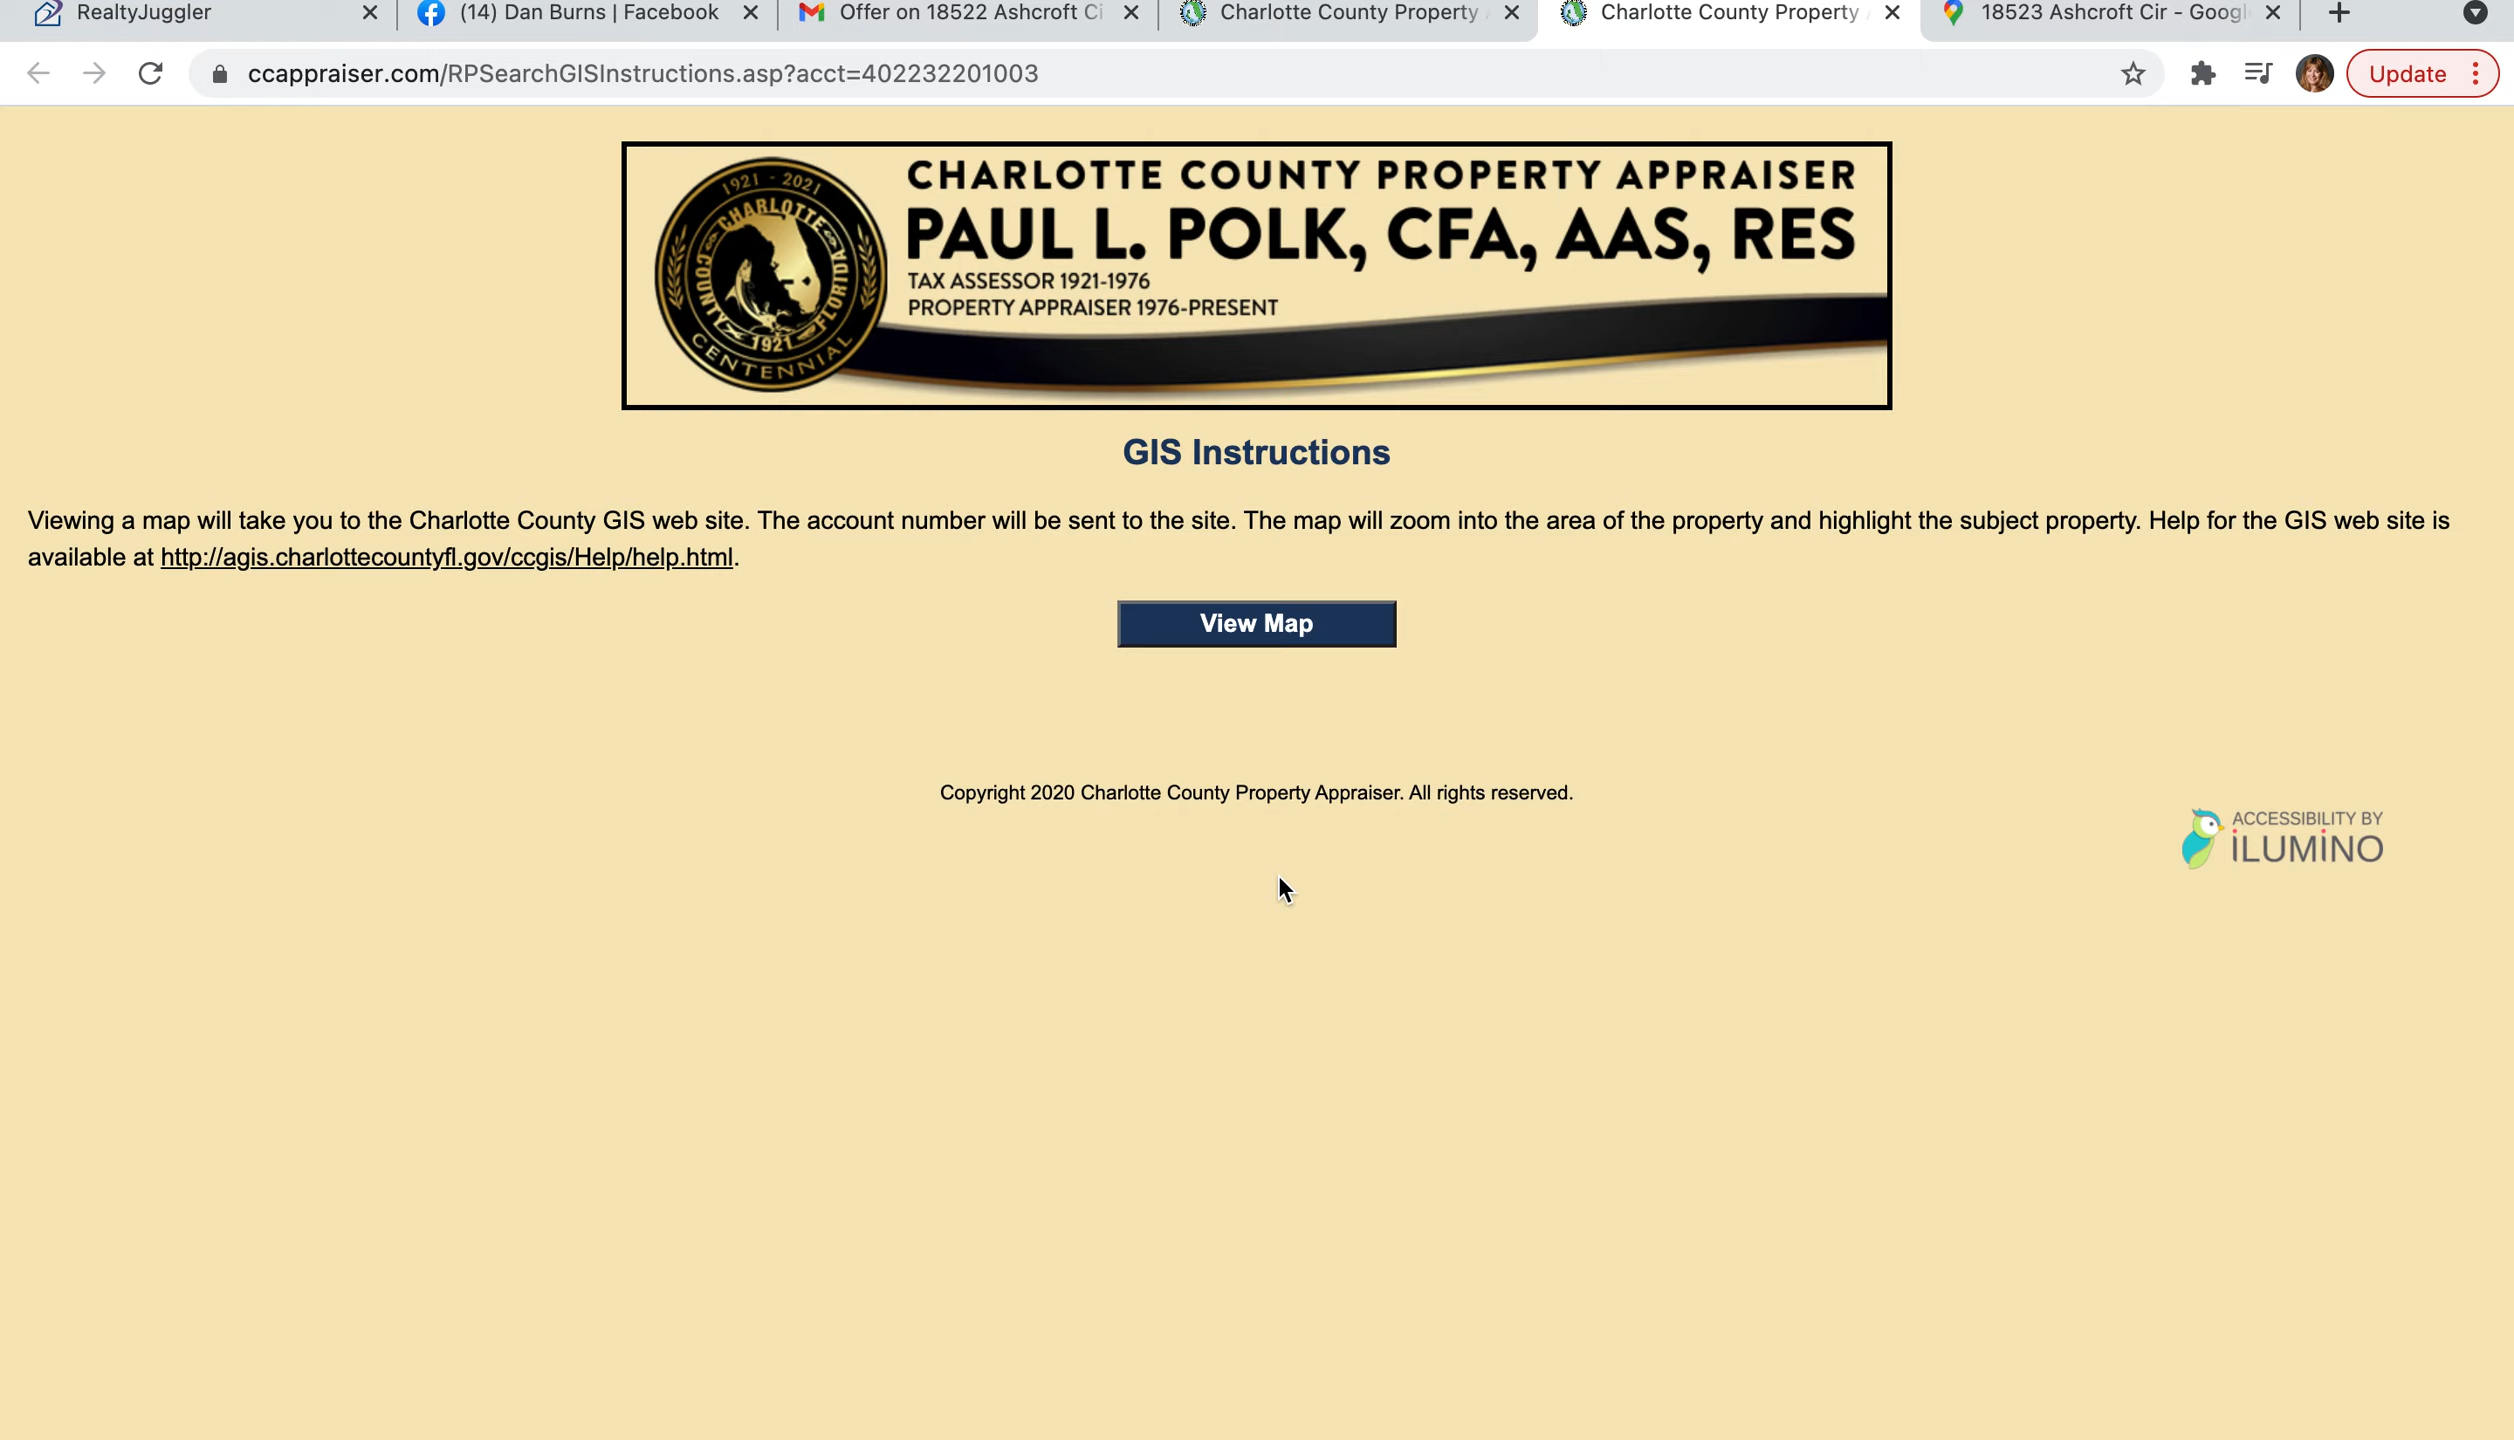 RealtyJuggler
(14) Dan Burns | Facebook
Offer on 18522 Ashcroft Ci
Charlotte County Property
Charlotte County Property
18523 Ashcroft Cir - Googl
ccappraiser.com/RPSearchGISInstructions.asp?acct=402232201003
Update
1921 - 2021
CHARLOTTE
COUNTY
FLORIDA
1921
CENTENNIAL
CHARLOTTE COUNTY PROPERTY APPRAISER
PAUL L. POLK, CFA, AAS, RES
TAX ASSESSOR 1921-1976
PROPERTY APPRAISER 1976-PRESENT
GIS Instructions
Viewing a map will take you to the Charlotte County GIS web site. The account number will be sent to the site. The map will zoom into the area of the property and highlight the subject property. Help for the GIS web site is
available at http://agis.charlottecountyfl.gov/ccgis/Help/help.html.
View Map
Copyright 2020 Charlotte County Property Appraiser. All rights reserved.
ACCESSIBILITY BY
iLUMiNO